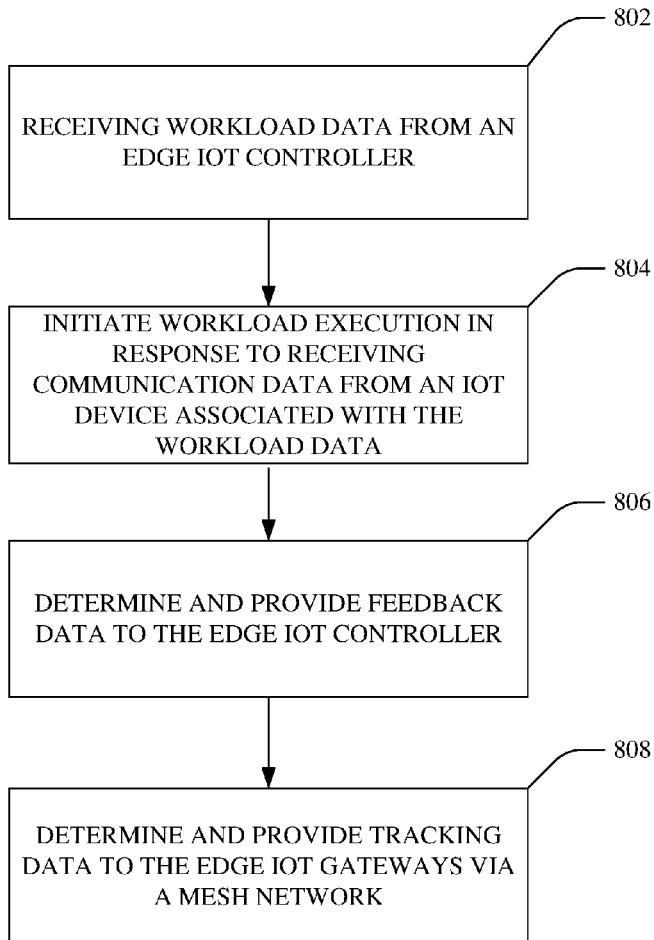 802
RECEIVING WORKLOAD DATA FROM AN
EDGE IOT CONTROLLER
804
INITIATE WORKLOAD EXECUTION IN
RESPONSE TO RECEIVING
COMMUNICATION DATA FROM AN IOT
DEVICE ASSOCIATED WITH THE
WORKLOAD DATA
806
DETERMINE AND PROVIDE FEEDBACK
DATA TO THE EDGE IOT CONTROLLER
808
DETERMINE AND PROVIDE TRACKING
DATA TO THE EDGE IOT GATEWAYS VIA
A MESH NETWORK